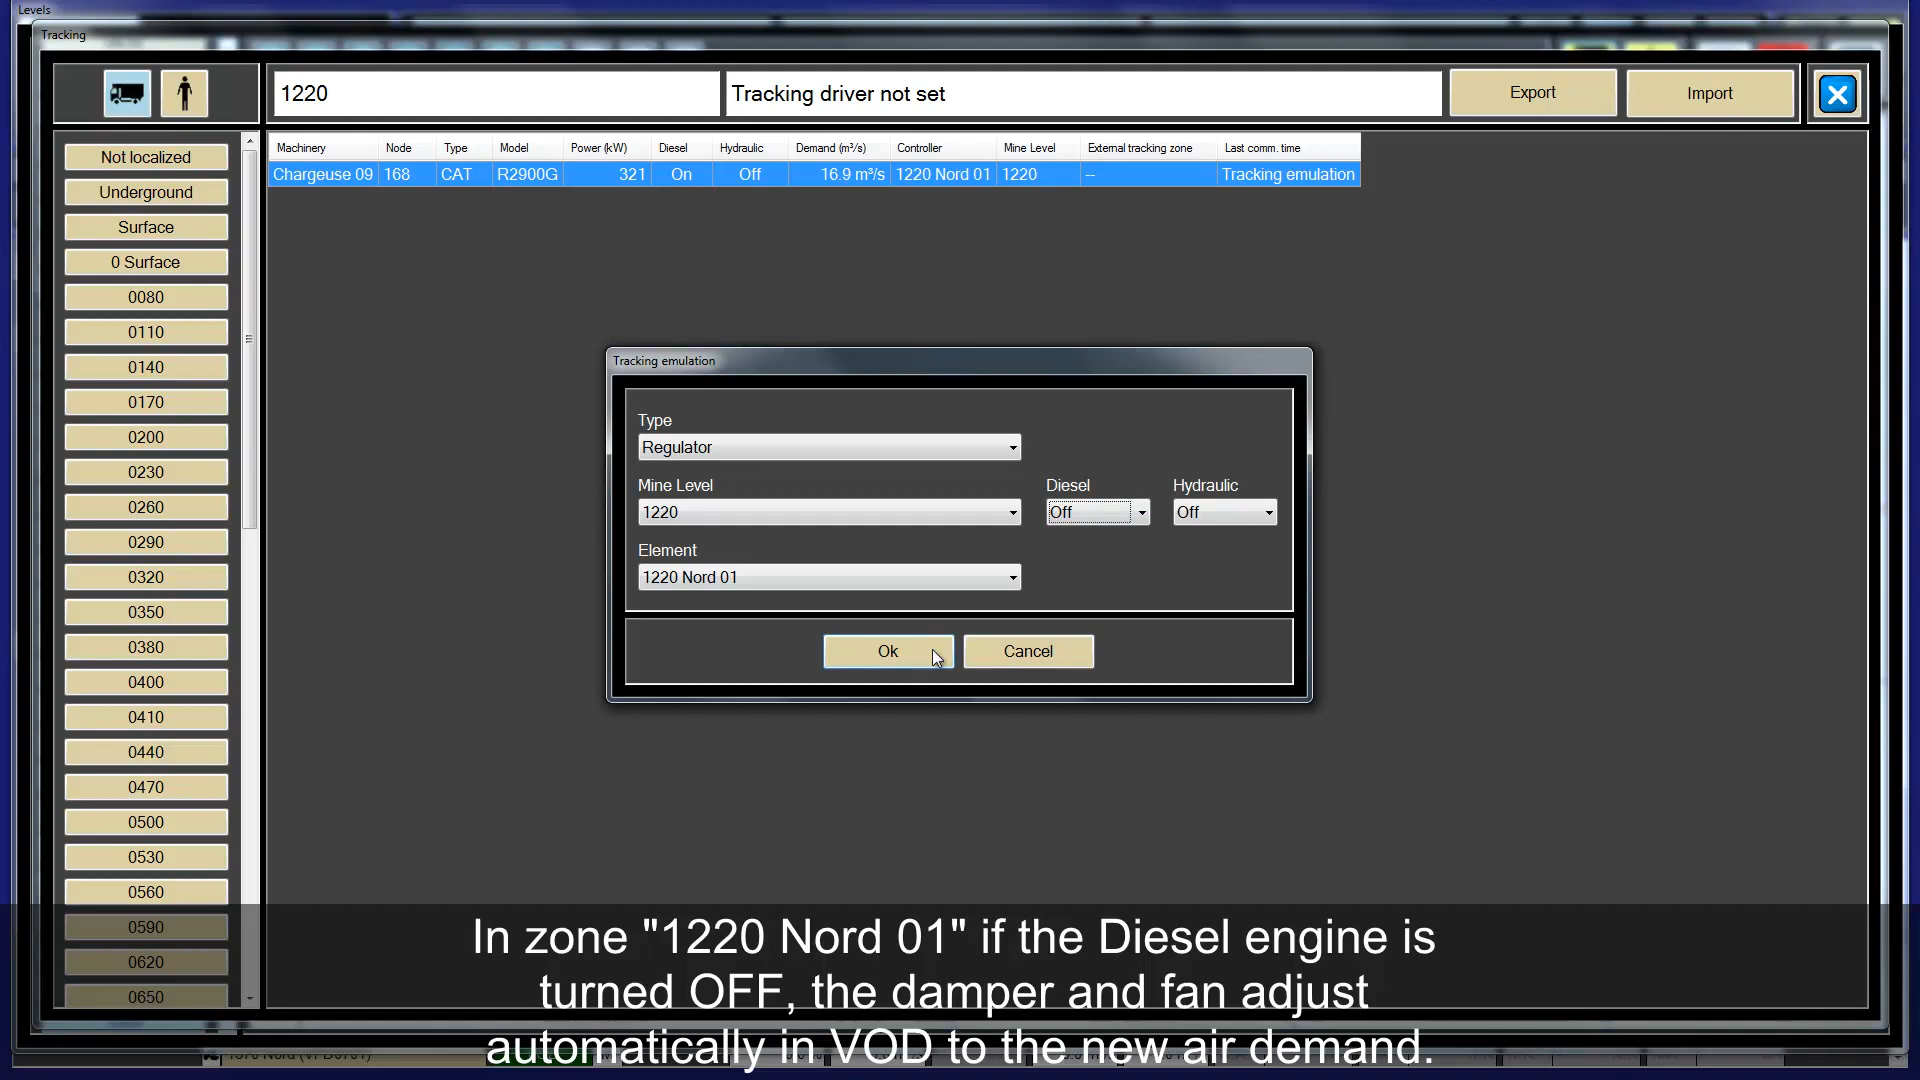 Levels
Tracking
1220
Tracking driver not set
Export
Import
Machinery Node Type Model Power (kW) Diesel Hydraulic Demand (m³/s) Controller Mine Level External tracking zone Last comm. time
Chargeuse 09 168 CAT R2900G 321 On Off 16.9 m³/s 1220 Nord 01 1220 -- Tracking emulation
Not localized
Underground
Surface
0 Surface
0080
0110
0140
0170
0200
0230
0260
0290
0320
0350
0380
0400
0410
0440
0470
0500
0530
0560
0590
0620
0650
Tracking emulation
Type
Regulator
Mine Level
1220
Diesel
Off
Hydraulic
Off
Element
1220 Nord 01
Ok
Cancel
In zone "1220 Nord 01" if the Diesel engine is
turned OFF, the damper and fan adjust
automatically in VOD to the new air demand.